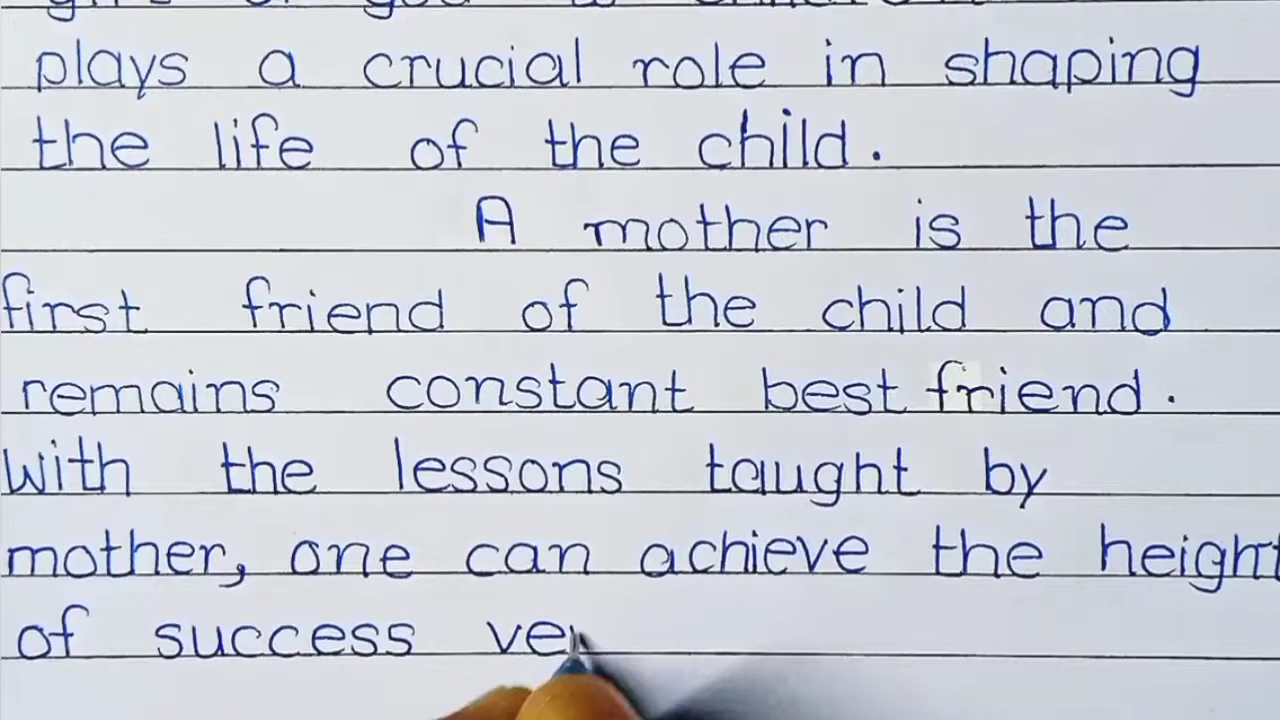 plays a crucial role in shaping
the life of the child.
A mother is the
first friend of the child and
remains constant best friend.
With the lessons taught by
mother, one can achieve the height
of success